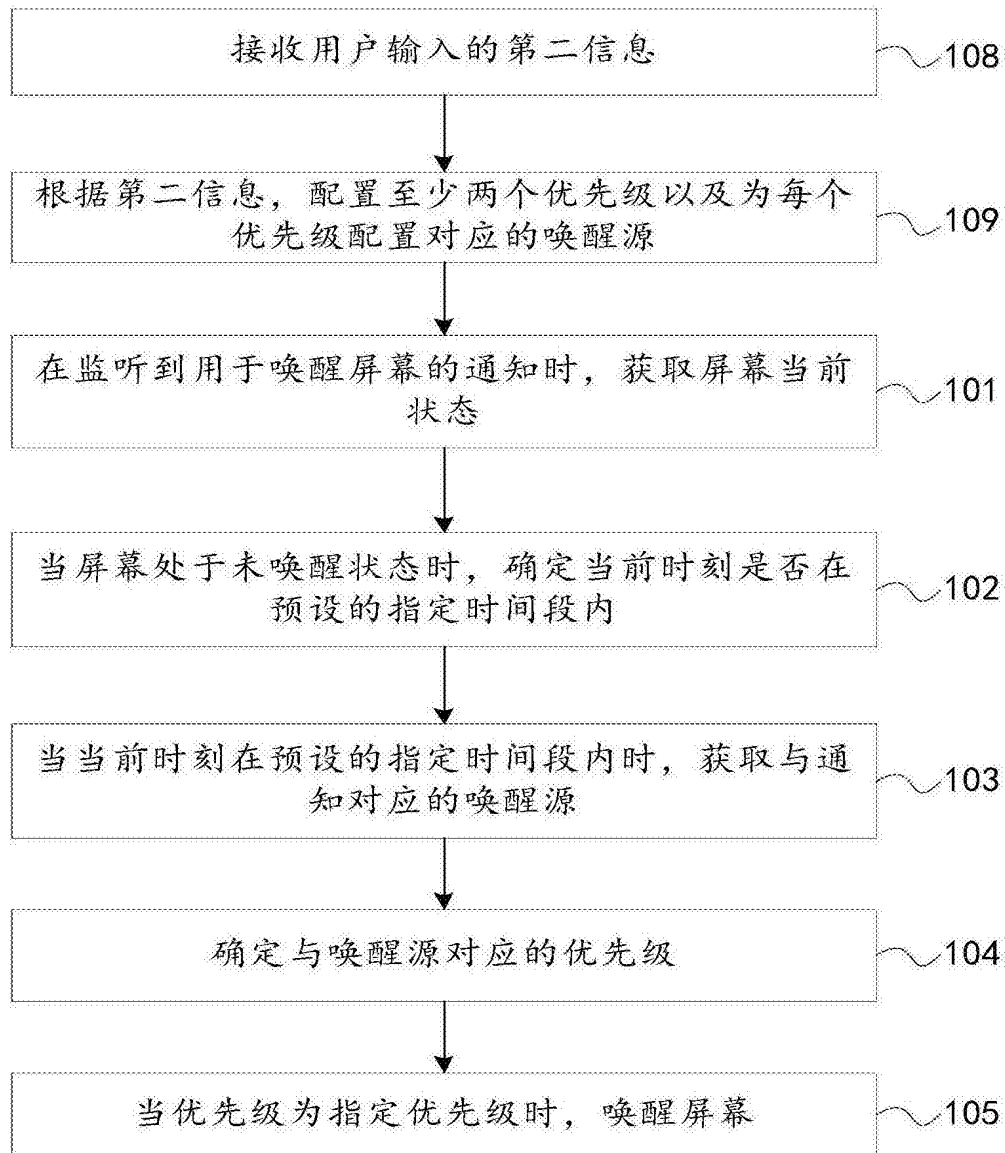 接收用户输入的第二信息
108
根据第二信息，配置至少两个优先级以及为每个
优先级配置对应的唤醒源
109
在监听到用于唤醒屏幕的通知时，获取屏幕当前
状态
101
当屏幕处于未唤醒状态时，确定当前时刻是否在
预设的指定时间段内
102
当当前时刻在预设的指定时间段内时，获取与通
知对应的唤醒源
103
确定与唤醒源对应的优先级
104
当优先级为指定优先级时，唤醒屏幕
105